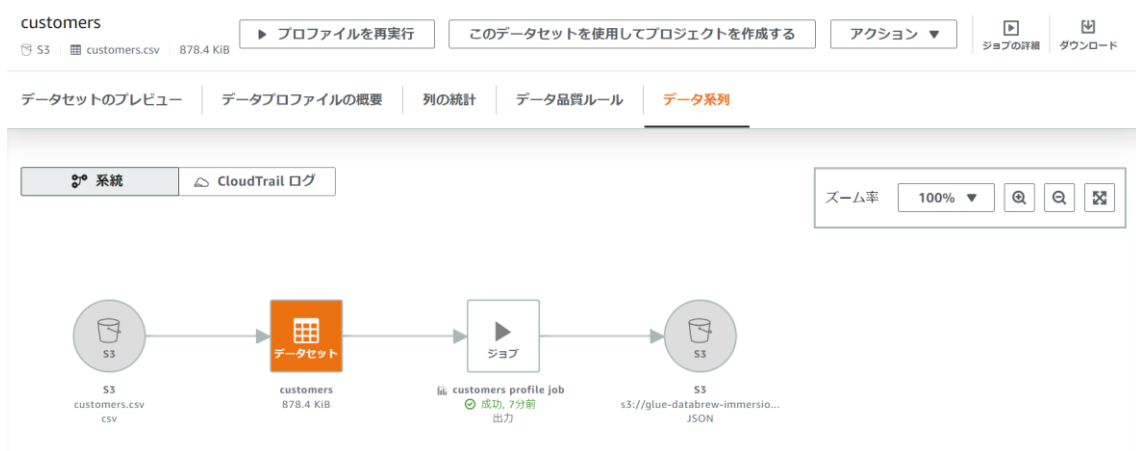 customers
S3 customers.csv 878.4 KiB
プロファイルを再実行
このデータセットを使用してプロジェクトを作成する
アクション
ジョブの詳細
ダウンロード
データセットのプレビュー
データプロファイルの概要
列の統計
データ品質ルール
データ系列
系統
CloudTrail ログ
ズーム率
100%
S3
データセット
ジョブ
S3
S3
customers.csv
csv
customers
878.4 KiB
customers profile job
成功, 7分前
出力
S3
s3://glue-databrew-immersio...
JSON